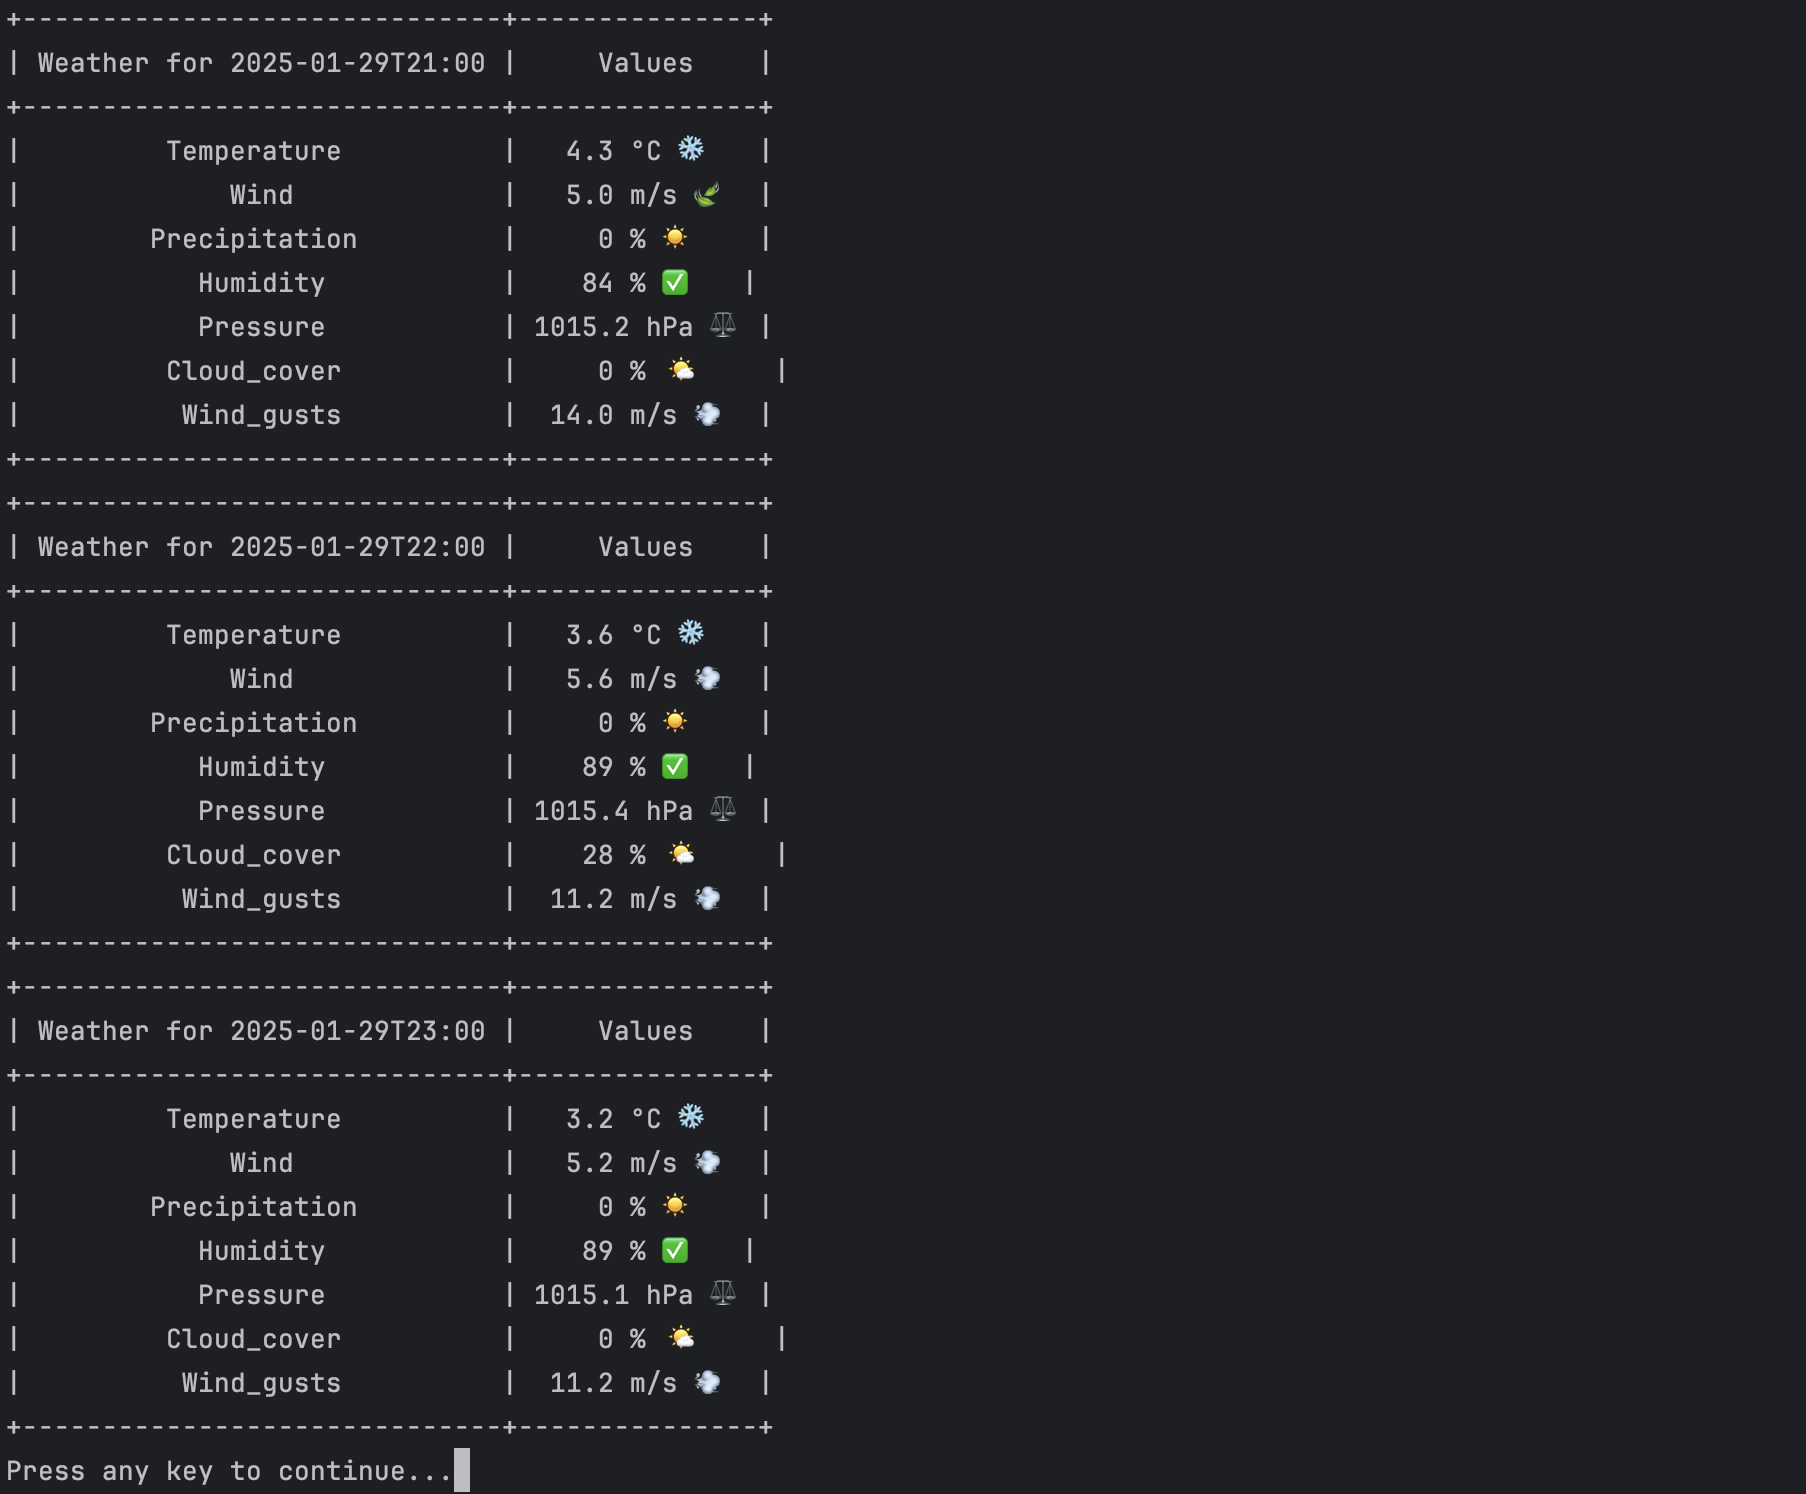 +------------------------------+---------------+
| Weather for 2025-01-29T21:00 |     Values    |
+------------------------------+---------------+
|         Temperature          |   4.3 °C ❄️    |
|             Wind             |   5.0 m/s 🍃  |
|        Precipitation         |     0 % ☀️     |
|           Humidity           |    84 % ✅    |
|           Pressure           | 1015.2 hPa ⚖️  |
|         Cloud_cover          |     0 % 🌤️      |
|          Wind_gusts          |  14.0 m/s 💨  |
+------------------------------+---------------+
+------------------------------+---------------+
| Weather for 2025-01-29T22:00 |     Values    |
+------------------------------+---------------+
|         Temperature          |   3.6 °C ❄️    |
|             Wind             |   5.6 m/s 💨  |
|        Precipitation         |     0 % ☀️     |
|           Humidity           |    89 % ✅    |
|           Pressure           | 1015.4 hPa ⚖️  |
|         Cloud_cover          |    28 % 🌤️      |
|          Wind_gusts          |  11.2 m/s 💨  |
+------------------------------+---------------+
+------------------------------+---------------+
| Weather for 2025-01-29T23:00 |     Values    |
+------------------------------+---------------+
|         Temperature          |   3.2 °C ❄️    |
|             Wind             |   5.2 m/s 💨  |
|        Precipitation         |     0 % ☀️     |
|           Humidity           |    89 % ✅    |
|           Pressure           | 1015.1 hPa ⚖️  |
|         Cloud_cover          |     0 % 🌤️      |
|          Wind_gusts          |  11.2 m/s 💨  |
+------------------------------+---------------+
Press any key to continue...